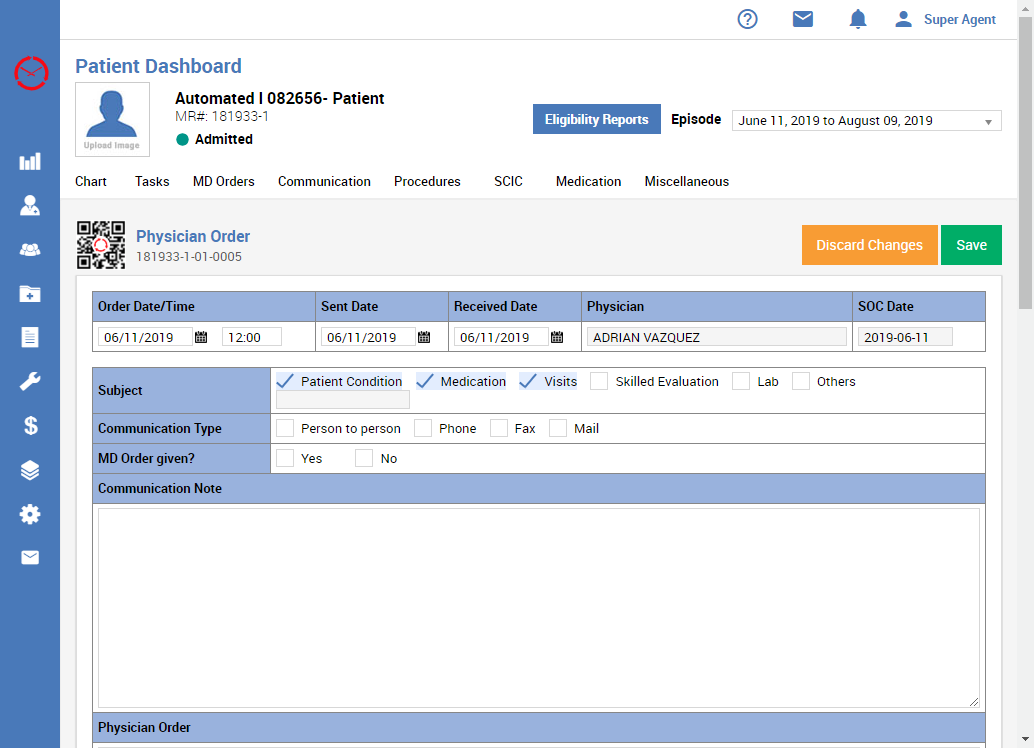 Super Agent
Patient Dashboard
Upload Image
Automated I 082656- Patient
MR#: 181933-1
Admitted
Eligibility Reports
Episode
June 11, 2019 to August 09, 2019
Chart Tasks MD Orders Communication Procedures SCIC Medication Miscellaneous
Physician Order
181933-1-01-0005
Discard Changes
Save
Order Date/Time Sent Date Received Date Physician SOC Date
06/11/2019 12:00 06/11/2019 06/11/2019 ADRIAN VAZQUEZ 2019-06-11
Subject Patient Condition Medication Visits Skilled Evaluation Lab Others
Communication Type Person to person Phone Fax Mail
MD Order given? Yes No
Communication Note
Physician Order